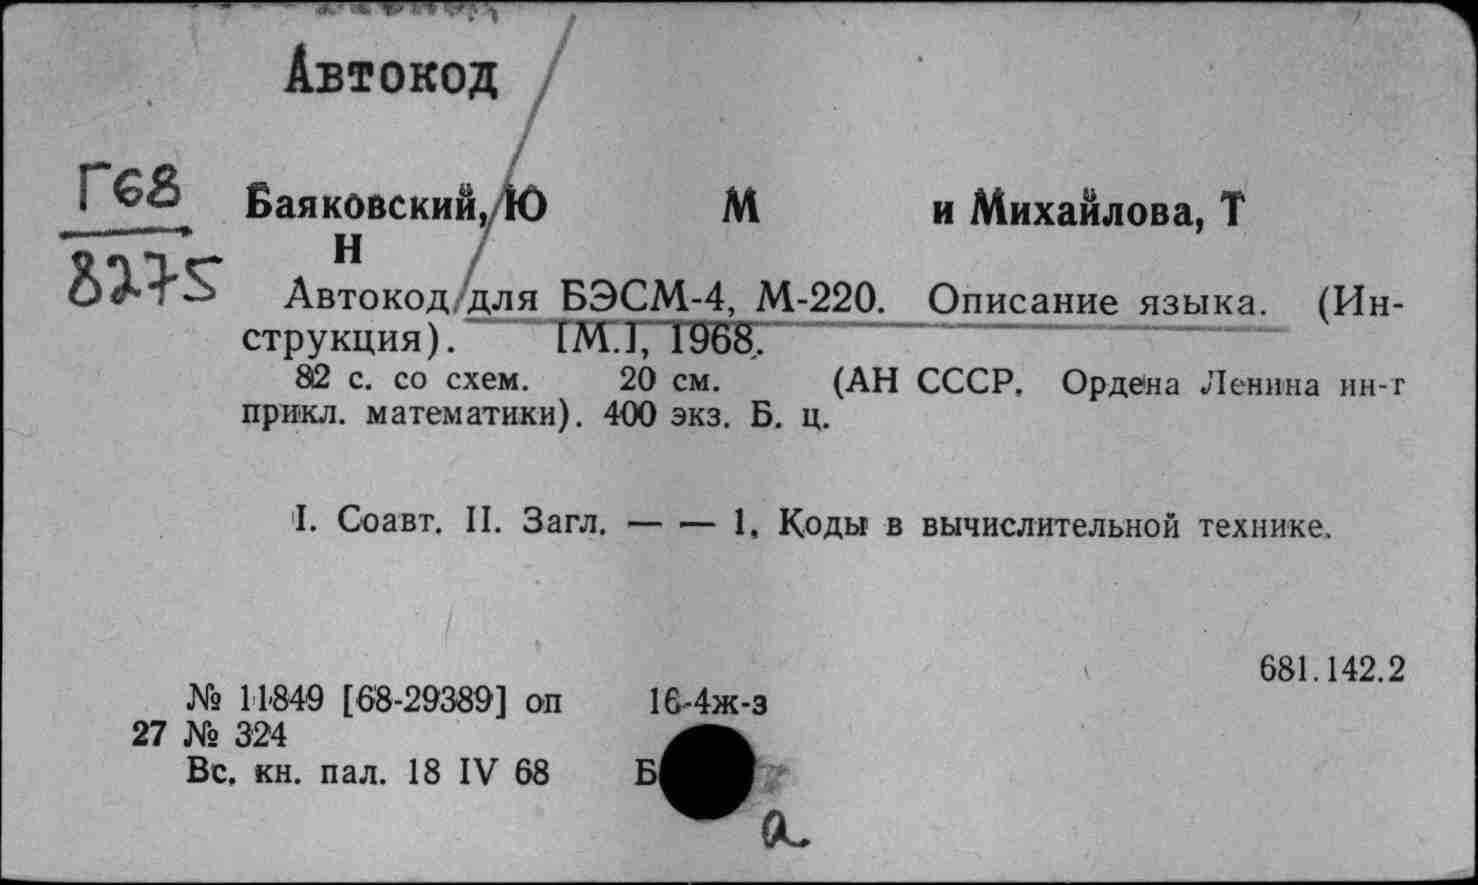 Автокод
Г68
8275
Баяковский, Ю М и Михайлова, Т
Н
Автокод для БЭСМ-4, М-220. Описание языка. (Ин-
струкция). [М.], 1968.
82 с. со схем. 20 см. (АН СССР. Ордена Ленина ин-т
прикл. математики). 400 экз. Б. ц.
I. Соавт. II. Загл. — — 1. Коды в вычислительной технике.
681.142.2
№ 11849 [68-29389] оп 16-4ж-з
27 № 324
Вс. кн. пал. 18 IV 68 Б
а